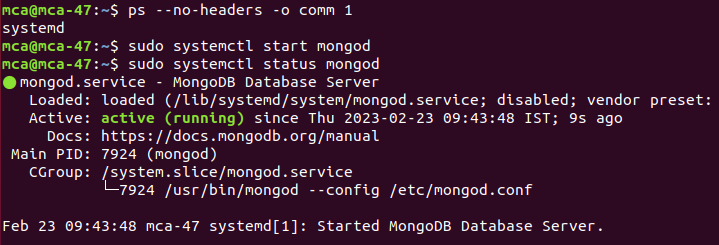 mca@mca-47:~$ ps --no-headers -o comm 1
systemd
mca@mca-47:~$ sudo systemctl start mongod
mca@mca-47:~$ sudo systemctl status mongod
● mongod.service - MongoDB Database Server
   Loaded: loaded (/lib/systemd/system/mongod.service; disabled; vendor preset:
   Active: active (running) since Thu 2023-02-23 09:43:48 IST; 9s ago
     Docs: https://docs.mongodb.org/manual
 Main PID: 7924 (mongod)
   CGroup: /system.slice/mongod.service
           └─7924 /usr/bin/mongod --config /etc/mongod.conf

Feb 23 09:43:48 mca-47 systemd[1]: Started MongoDB Database Server.